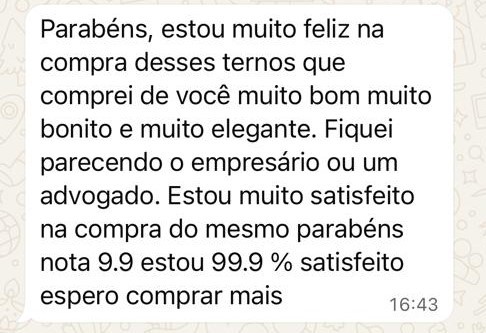 Parabéns, estou muito feliz na
compra desses ternos que
comprei de você muito bom muito
bonito e muito elegante. Fiquei
parecendo o empresário ou um
advogado. Estou muito satisfeito
na compra do mesmo parabéns
nota 9.9 estou 99.9 % satisfeito
espero comprar mais
16:43